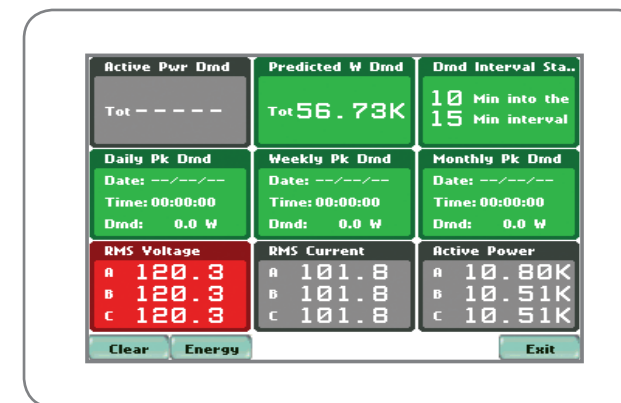 Active Pwr Dmd
Tot - - - - -
Predicted W Dmd
Tot 56.73K
Dmd Interval Sta..
10 Min into the
15 Min interval
Daily Pk Dmd
Date: --/--/--
Time: 00:00:00
Dmd: 0.0 W
Weekly Pk Dmd
Date: --/--/--
Time: 00:00:00
Dmd: 0.0 W
Monthly Pk Dmd
Date: --/--/--
Time: 00:00:00
Dmd: 0.0 W
RMS Voltage
A 120.3
B 120.3
C 120.3
RMS Current
A 101.8
B 101.8
C 101.8
Active Power
A 10.80K
B 10.51K
C 10.51K
Clear
Energy
Exit